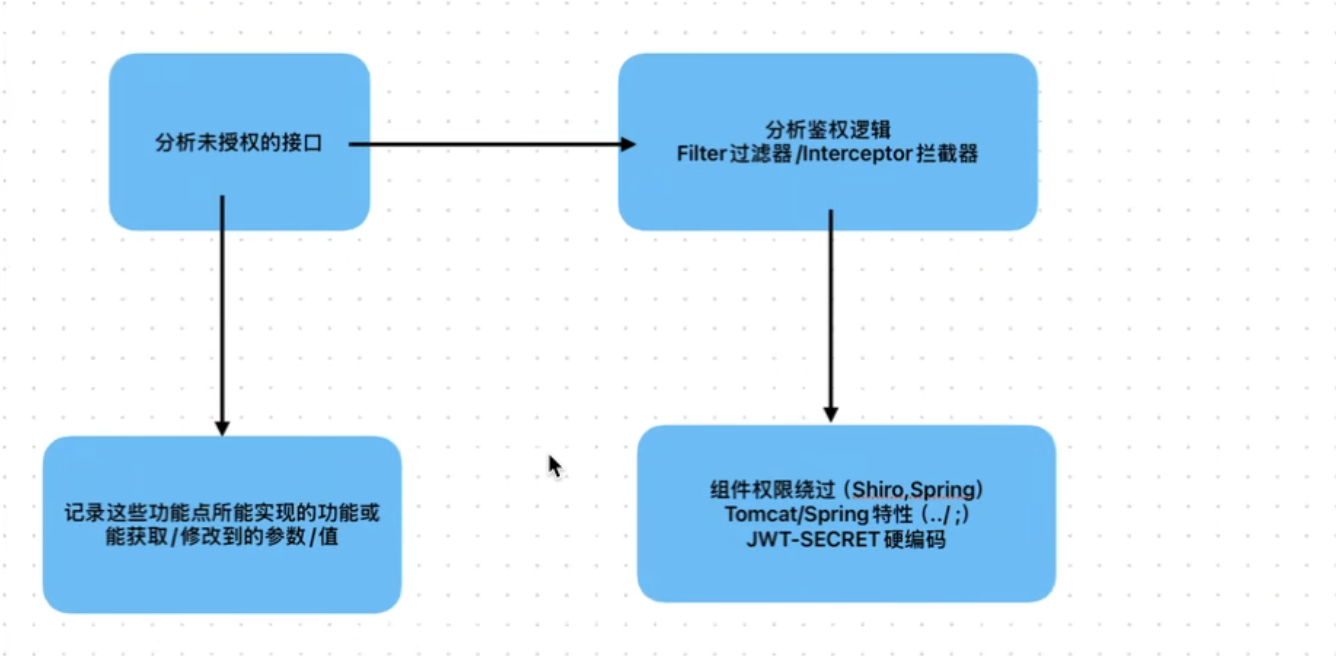 分析未授权的接口
分析鉴权逻辑
Filter过滤器/Interceptor拦截器
记录这些功能点所能实现的功能或
能获取/修改到的参数/值
组件权限绕过（Shiro,Spring）
Tomcat/Spring特性（../ ;）
JWT-SECRET硬编码